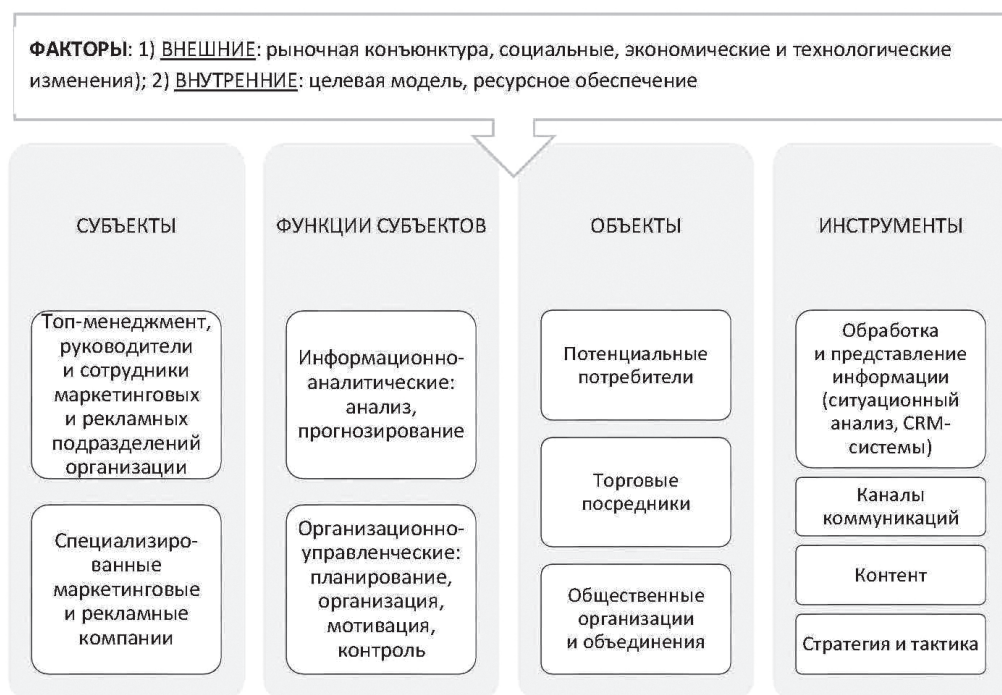 ФАКТОРЫ: 1) ВНЕШНИЕ: рыночная конъюнктура, социальные, экономические и технологические
изменения); 2) ВНУТРЕННИЕ: целевая модель, ресурсное обеспечение
СУБЪЕКТЫ
Топ-менеджмент,
руководители
и сотрудники
маркетинговых
и рекламных
подразделений
организации
Специализиро-
ванные
маркетинговые
и рекламные
компании
ФУНКЦИИ СУБЪЕКТОВ
Информационно-
аналитические:
анализ,
прогнозирование
Организационно-
управленческие:
планирование,
организация,
мотивация,
контроль
ОБЪЕКТЫ
Потенциальные
потребители
Торговые
посредники
Общественные
организации
и объединения
ИНСТРУМЕНТЫ
Обработка
и представление
информации
(ситуационный
анализ, CRM-
системы)
Каналы
коммуникаций
Контент
Стратегия и тактика